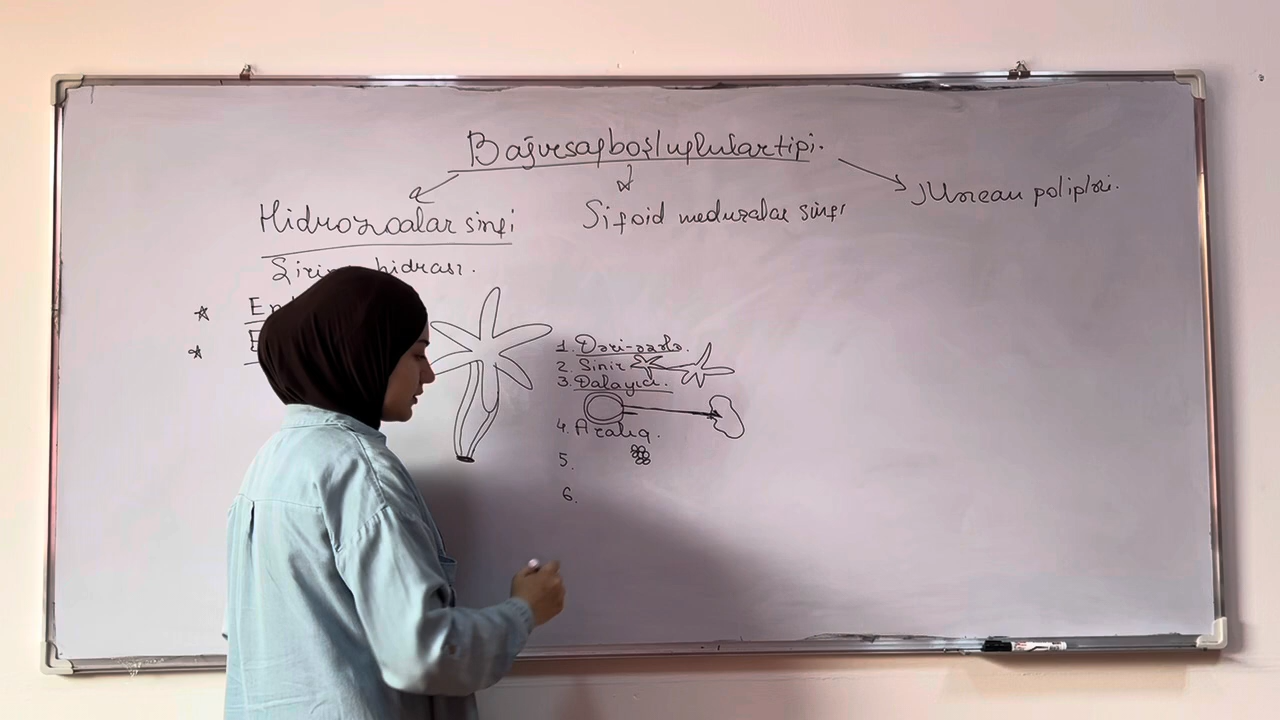 Bağırsaqboşluqlular tipi.
Hidrozoalar sinfi
Sifoid meduzalar sinfi
Mərcan polipləri.
hidrası.
1. Dəri-əzələ.
2. Sinir
3. Dalayıcı.
4. Aralıq.
5.
6.